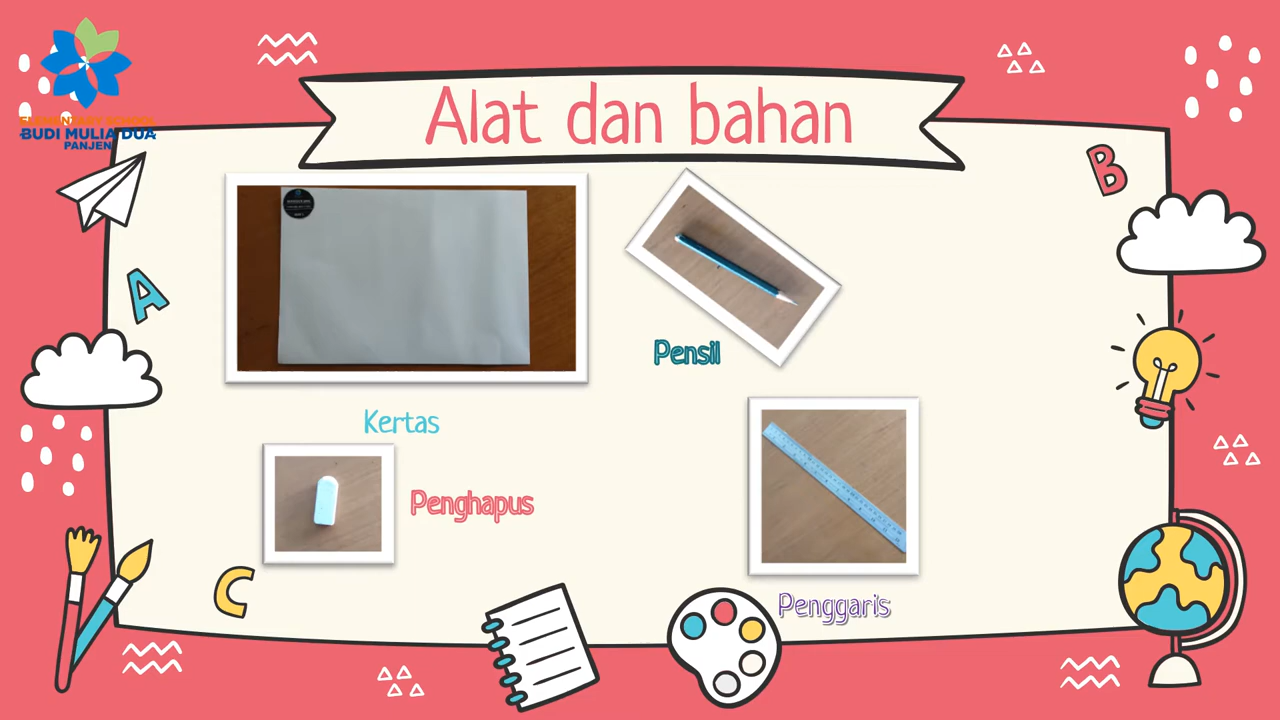 ELEMENTARY SCHOOL
BUDI MULIA DUA
PANJEN
Alat dan bahan
B
A
Pensil
Kertas
Penghapus
C
Penggaris